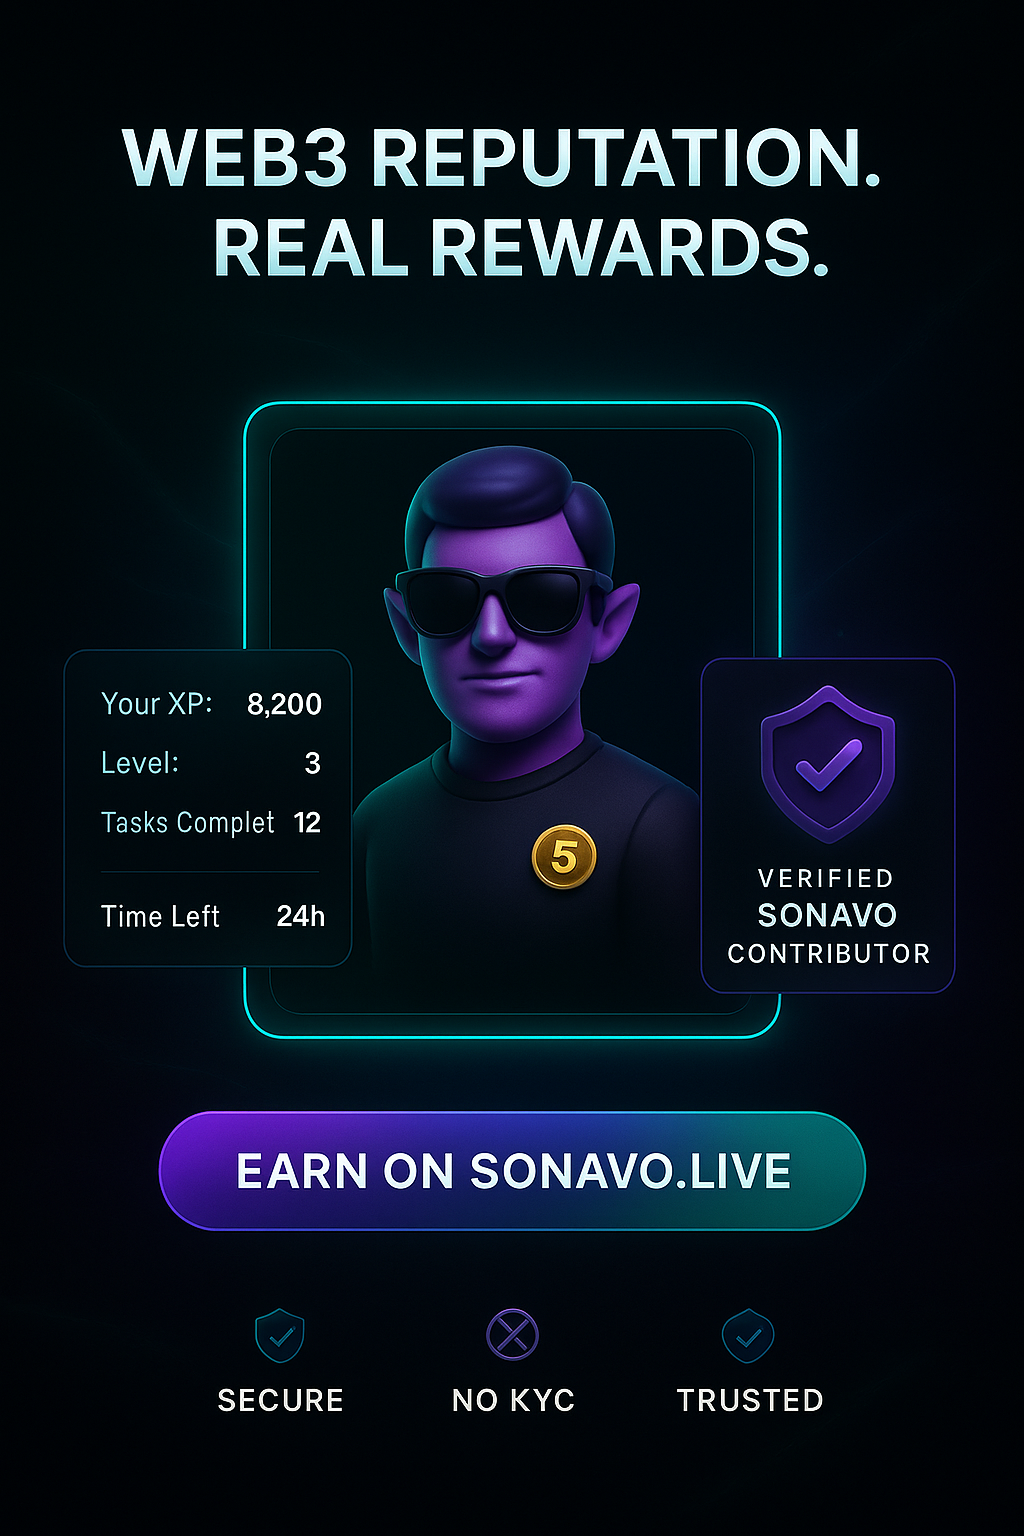 WEB3 REPUTATION.
REAL REWARDS.
Your XP: 8,200
Level: 3
Tasks Complet 12
Time Left 24h
5
VERIFIED
SONAVO
CONTRIBUTOR
EARN ON SONAVO.LIVE
SECURE
NO KYC
TRUSTED